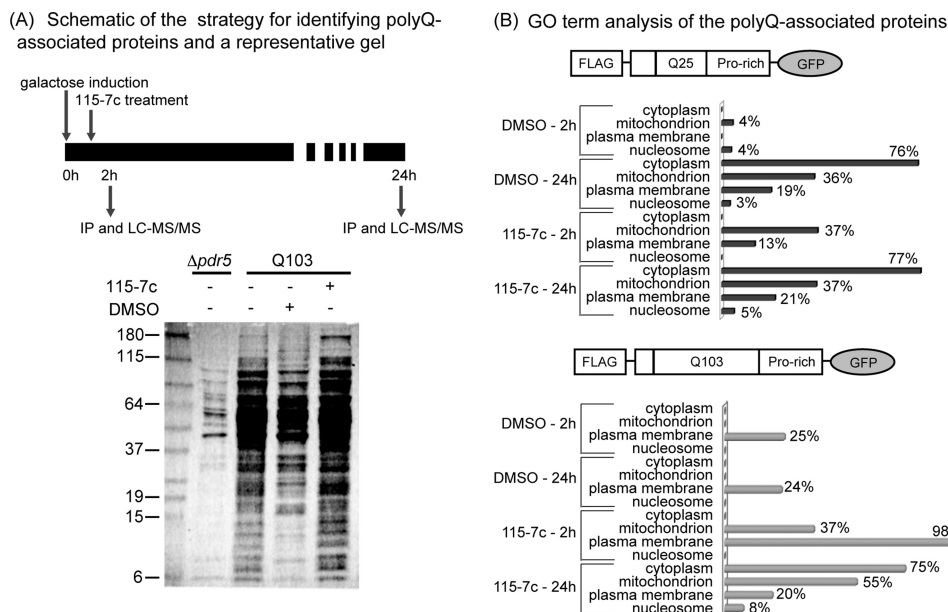 (A) Schematic of the strategy for identifying polyQ-
associated proteins and a representative gel
galactose induction
115-7c treatment
0h 2h 24h
IP and LC-MS/MS IP and LC-MS/MS
Δpdr5 Q103
115-7c - - - +
DMSO - - + -
180
115
64
37
19
15
6
(B) GO term analysis of the polyQ-associated proteins
FLAG Q25 Pro-rich GFP
DMSO - 2h
cytoplasm
mitochondrion 4%
plasma membrane
nucleosome 4%
DMSO - 24h
cytoplasm 76%
mitochondrion 36%
plasma membrane 19%
nucleosome 3%
115-7c - 2h
cytoplasm
mitochondrion 37%
plasma membrane 13%
nucleosome
115-7c - 24h
cytoplasm 77%
mitochondrion 37%
plasma membrane 21%
nucleosome 5%
FLAG Q103 Pro-rich GFP
DMSO - 2h
cytoplasm
mitochondrion
plasma membrane 25%
nucleosome
DMSO - 24h
cytoplasm
mitochondrion
plasma membrane 24%
nucleosome
115-7c - 2h
cytoplasm
mitochondrion 37%
plasma membrane 98
nucleosome
115-7c - 24h
cytoplasm 75%
mitochondrion 55%
plasma membrane 20%
nucleosome 8%